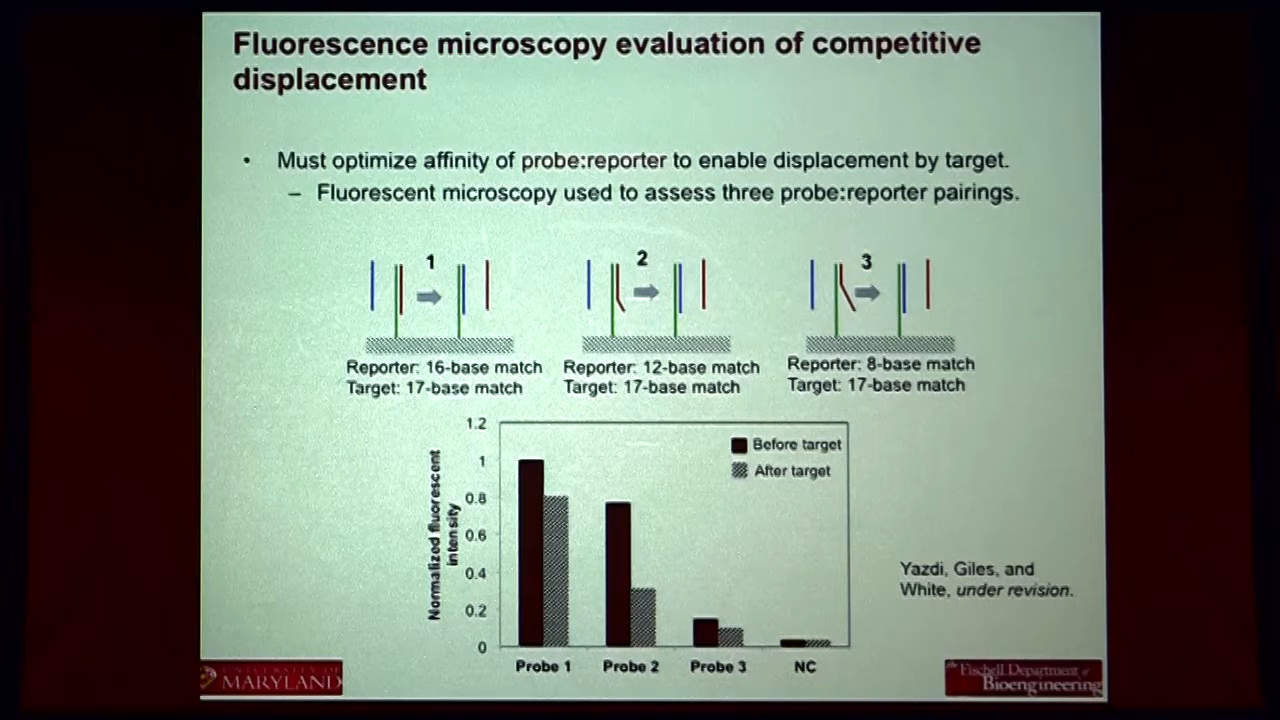 Fluorescence microscopy evaluation of competitive
displacement
• Must optimize affinity of probe:reporter to enable displacement by target.
– Fluorescent microscopy used to assess three probe:reporter pairings.
1
2
3
Reporter: 16-base match
Target: 17-base match
Reporter: 12-base match
Target: 17-base match
Reporter: 8-base match
Target: 17-base match
Normalized fluorescent
intensity
1.2
1
0.8
0.6
0.4
0.2
0
Before target
After target
Probe 1
Probe 2
Probe 3
NC
Yazdi, Giles, and
White, under revision.
UNIVERSITY OF
MARYLAND
the Fischell Department of
Bioengineering